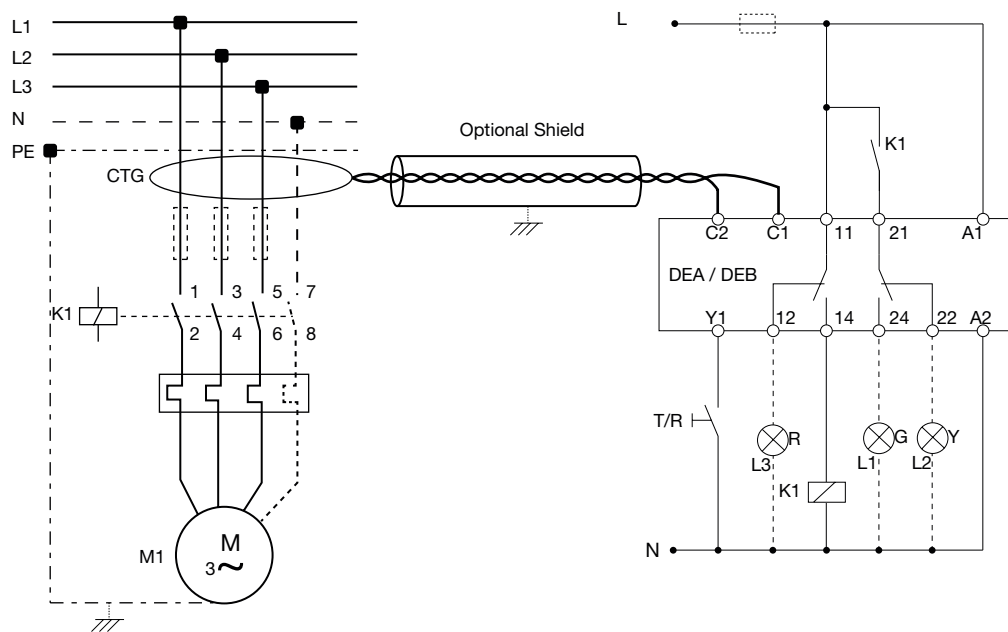 L1
L2
L3
N
PE
CTG
Optional Shield
1 3 5 7
K1
2 4 6 8
M1
M
3 ~
L
K1
C2 C1 11 21 A1
DEA / DEB
Y1 12 14 24 22 A2
T/R
R G Y
L3 L1 L2
K1
N